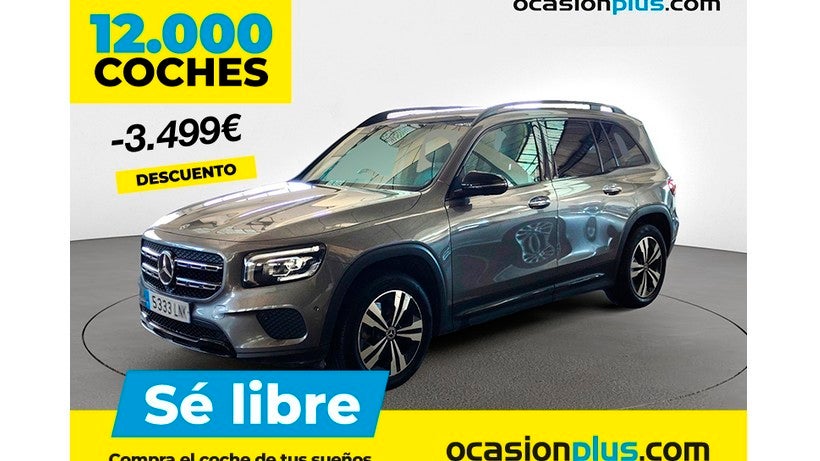 ocasionplus.com
12.000
COCHES
-3.499€
DESCUENTO
5333 LNK
Sé libre
Compra el coche de tus sueños
ocasionplus.com